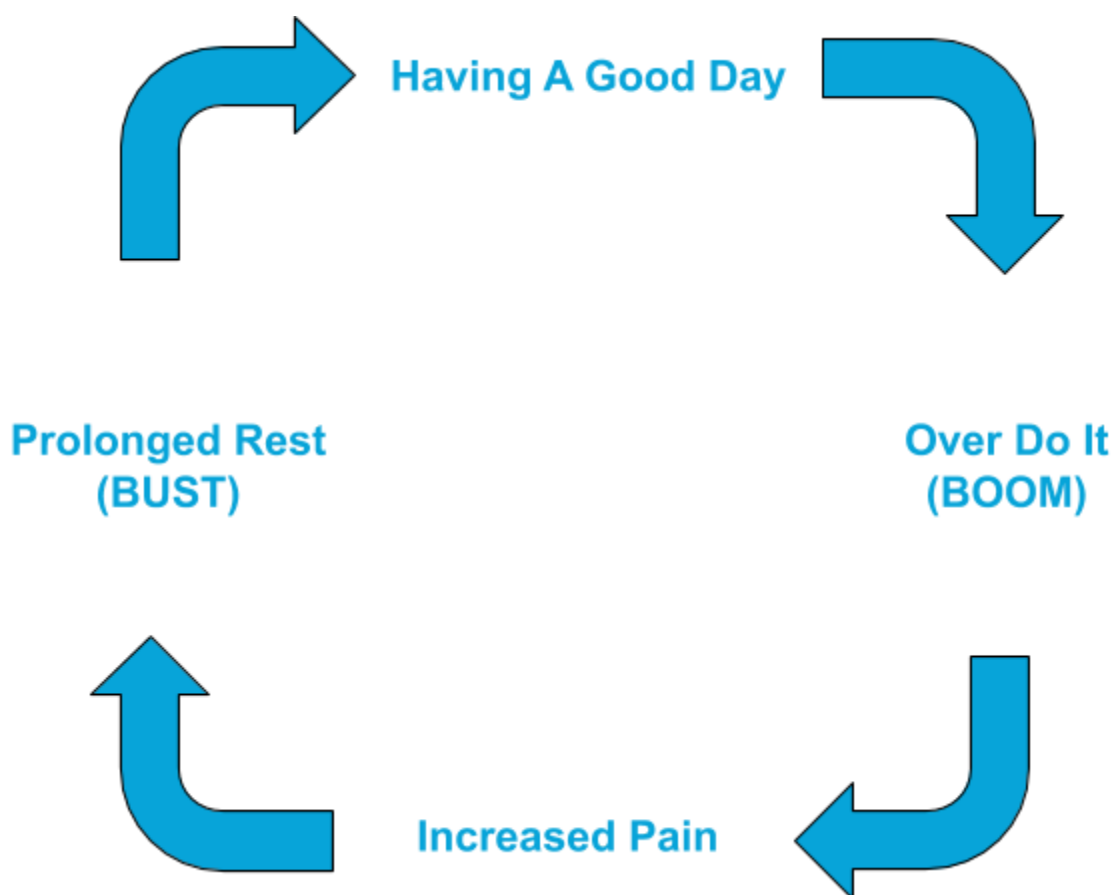 Having A Good Day
Prolonged Rest
(BUST)
Over Do It
(BOOM)
Increased Pain